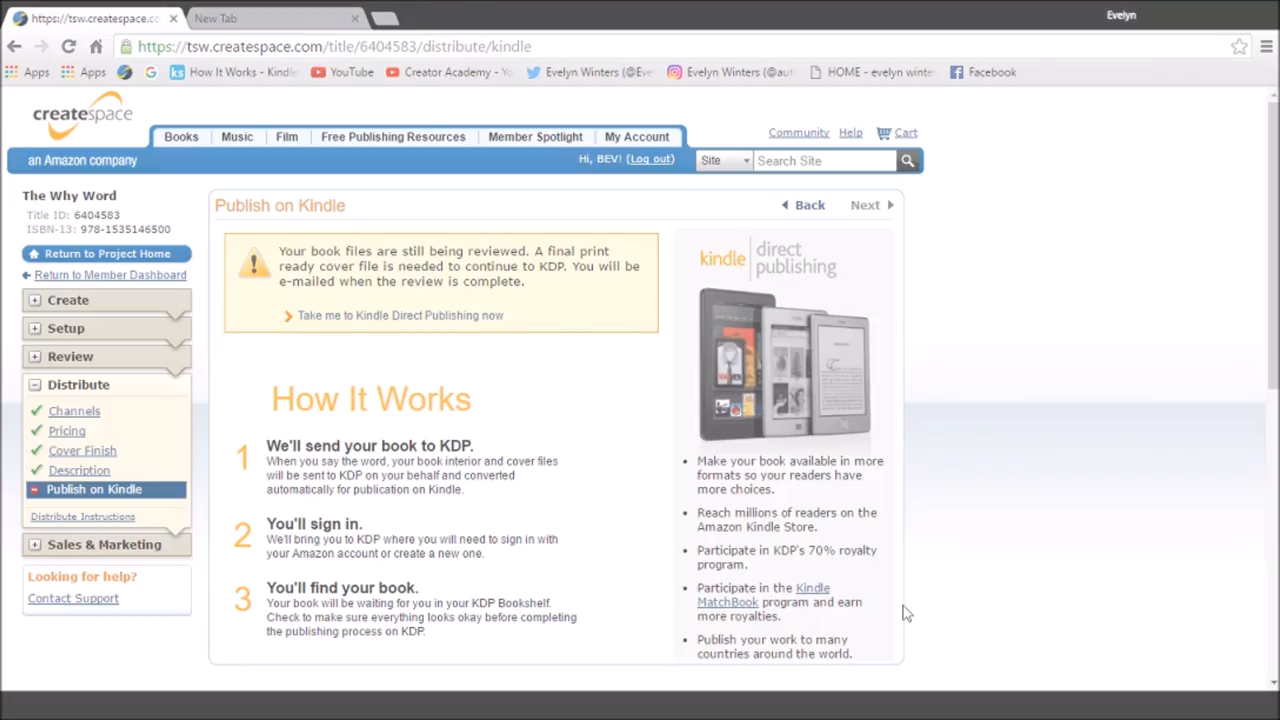 https://tsw.createspace.co
New Tab
Evelyn
https://tsw.createspace.com/title/6404583/distribute/kindle
Apps Apps G ks How It Works - Kindle YouTube Creator Academy - Yo Evelyn Winters (@Eve Evelyn Winters (@aut HOME - evelyn winte Facebook
createspace
an Amazon company
Books Music Film Free Publishing Resources Member Spotlight My Account
Community Help Cart
Hi, BEV! (Log out)
Site Search Site
The Why Word
Title ID: 6404583
ISBN-13: 978-1535146500
Return to Project Home
Return to Member Dashboard
Create
Setup
Review
Distribute
Channels
Pricing
Cover Finish
Description
Publish on Kindle
Distribute Instructions
Sales & Marketing
Looking for help?
Contact Support
Publish on Kindle
Back Next
Your book files are still being reviewed. A final print
ready cover file is needed to continue to KDP. You will be
e-mailed when the review is complete.
Take me to Kindle Direct Publishing now
How It Works
1 We'll send your book to KDP.
When you say the word, your book interior and cover files
will be sent to KDP on your behalf and converted
automatically for publication on Kindle.
2 You'll sign in.
We'll bring you to KDP where you will need to sign in with
your Amazon account or create a new one.
3 You'll find your book.
Your book will be waiting for you in your KDP Bookshelf.
Check to make sure everything looks okay before completing
the publishing process on KDP.
kindle direct
publishing
• Make your book available in more
formats so your readers have
more choices.
• Reach millions of readers on the
Amazon Kindle Store.
• Participate in KDP's 70% royalty
program.
• Participate in the Kindle
MatchBook program and earn
more royalties.
• Publish your work to many
countries around the world.